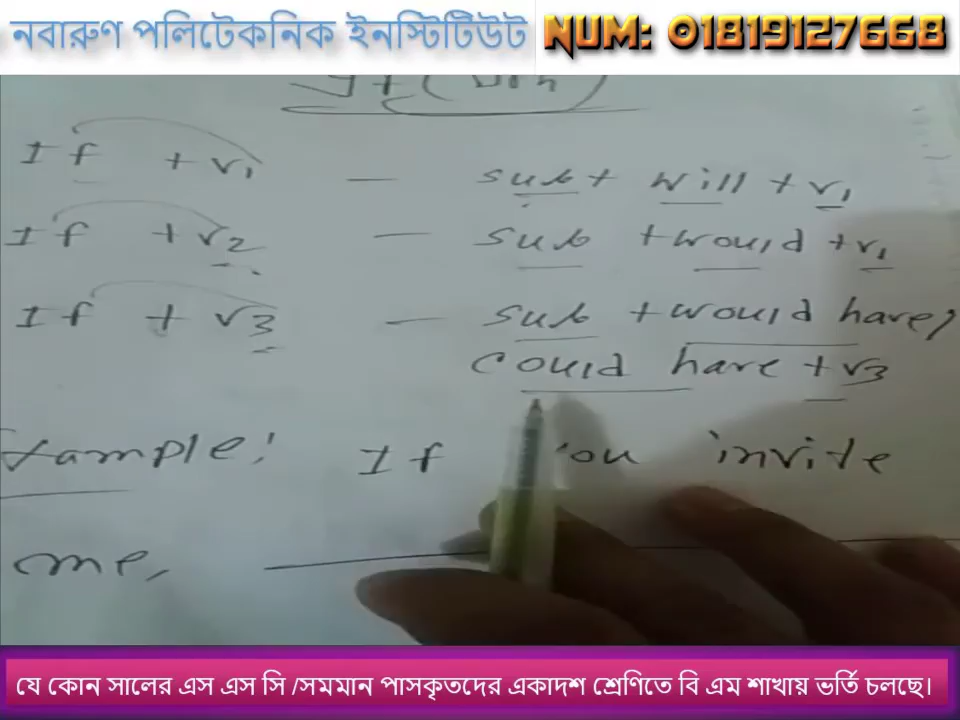 নবারুণ পলিটেকনিক ইনস্টিটিউট NUM: 01819127668
If + v1 — sub + will + v1
If + v2 — sub + would + v1
If + v3 — sub + would have,
could have + v3
Example: If you invite
me,
যে কোন সালের এস এস সি /সমমান পাসকৃতদের একাদশ শ্রেণিতে বি এম শাখায় ভর্তি চলছে।